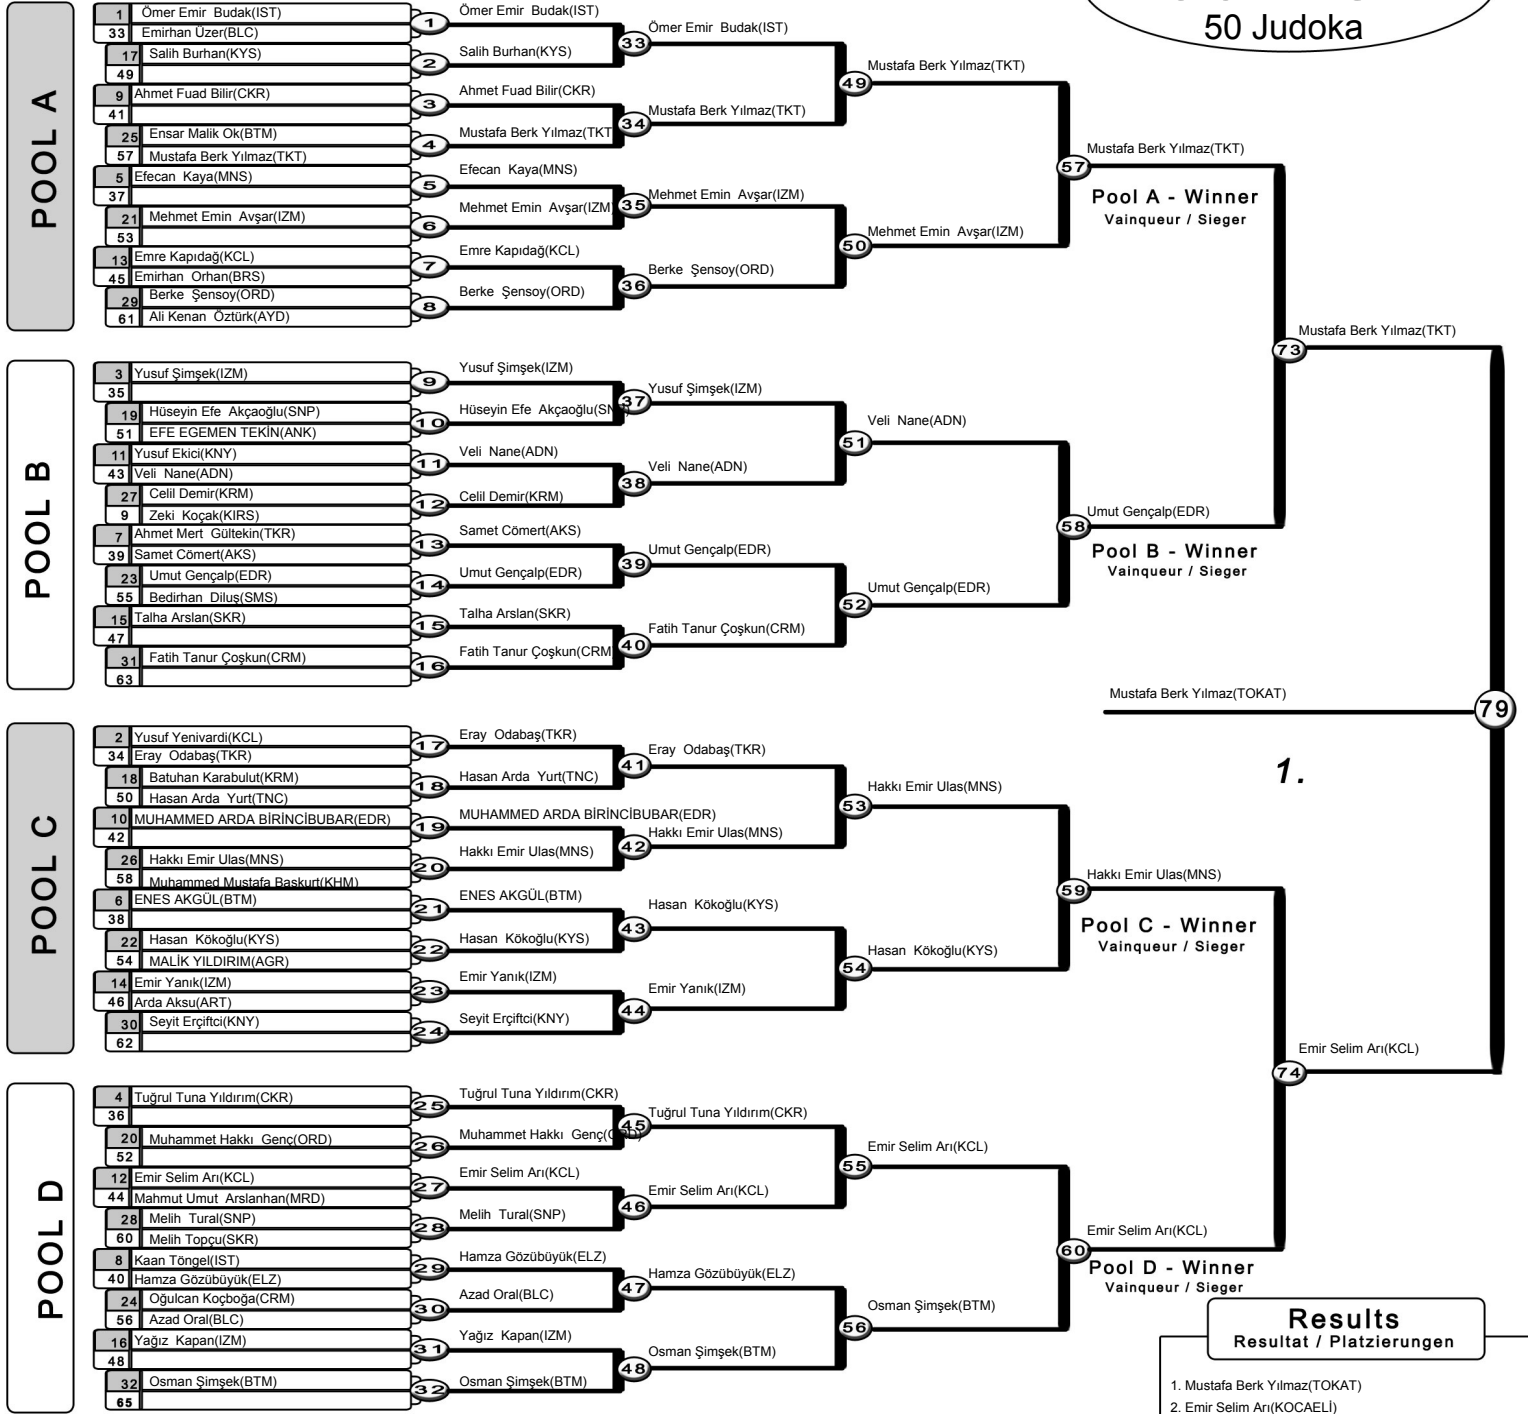 50 Judoka
POOL A
1 Ömer Emir Budak(IST)
33 Emirhan Üzer(BLC)
17 Salih Burhan(KYS)
49
9 Ahmet Fuad Bilir(CKR)
41
25 Ensar Malik Ok(BTM)
57 Mustafa Berk Yılmaz(TKT)
5 Efecan Kaya(MNS)
37
21 Mehmet Emin Avşar(IZM)
53
13 Emre Kapıdağ(KCL)
45 Emirhan Orhan(BRS)
29 Berke Şensoy(ORD)
61 Ali Kenan Öztürk(AYD)
1 Ömer Emir Budak(IST)
2 Salih Burhan(KYS)
3 Ahmet Fuad Bilir(CKR)
4 Mustafa Berk Yılmaz(TKT
5 Efecan Kaya(MNS)
6 Mehmet Emin Avşar(IZM
7 Emre Kapıdağ(KCL)
8 Berke Şensoy(ORD)
33 Ömer Emir Budak(IST)
34 Mustafa Berk Yılmaz(TKT)
35 Mehmet Emin Avşar(IZM)
36 Berke Şensoy(ORD)
49 Mustafa Berk Yılmaz(TKT)
50 Mehmet Emin Avşar(IZM)
57 Mustafa Berk Yılmaz(TKT)
Pool A - Winner
Vainqueur / Sieger
POOL B
3 Yusuf Şimşek(IZM)
35
19 Hüseyin Efe Akçaoğlu(SNP)
51 EFE EGEMEN TEKİN(ANK)
11 Yusuf Ekici(KNY)
43 Veli Nane(ADN)
27 Celil Demir(KRM)
9 Zeki Koçak(KIRS)
7 Ahmet Mert Gültekin(TKR)
39 Samet Cömert(AKS)
23 Umut Gençalp(EDR)
55 Bedirhan Diluş(SMS)
15 Talha Arslan(SKR)
47
31 Fatih Tanur Çoşkun(CRM)
63
9 Yusuf Şimşek(IZM)
10 Hüseyin Efe Akçaoğlu(SNP)
11 Veli Nane(ADN)
12 Celil Demir(KRM)
13 Samet Cömert(AKS)
14 Umut Gençalp(EDR)
15 Talha Arslan(SKR)
16 Fatih Tanur Çoşkun(CRM
37 Yusuf Şimşek(IZM)
38 Veli Nane(ADN)
39 Umut Gençalp(EDR)
40 Fatih Tanur Çoşkun(CRM)
51 Veli Nane(ADN)
52 Umut Gençalp(EDR)
58 Umut Gençalp(EDR)
Pool B - Winner
Vainqueur / Sieger
73 Mustafa Berk Yılmaz(TKT)
Mustafa Berk Yılmaz(TOKAT)
79
1.
POOL C
2 Yusuf Yenivardi(KCL)
34 Eray Odabaş(TKR)
18 Batuhan Karabulut(KRM)
50 Hasan Arda Yurt(TNC)
10 MUHAMMED ARDA BİRİNCİBUBAR(EDR)
42
26 Hakkı Emir Ulas(MNS)
58 Muhammed Mustafa Baskurt(KHM)
6 ENES AKGÜL(BTM)
38
22 Hasan Kökoğlu(KYS)
54 MALİK YILDIRIM(AGR)
14 Emir Yanık(IZM)
46 Arda Aksu(ART)
30 Seyit Erçiftci(KNY)
62
17 Eray Odabaş(TKR)
18 Hasan Arda Yurt(TNC)
19 MUHAMMED ARDA BİRİNCİBUBAR(EDR)
20 Hakkı Emir Ulas(MNS)
21 ENES AKGÜL(BTM)
22 Hasan Kökoğlu(KYS)
23 Emir Yanık(IZM)
24 Seyit Erçiftci(KNY)
41 Eray Odabaş(TKR)
42 Hakkı Emir Ulas(MNS)
43 Hasan Kökoğlu(KYS)
44 Emir Yanık(IZM)
53 Hakkı Emir Ulas(MNS)
54 Hasan Kökoğlu(KYS)
59 Hakkı Emir Ulas(MNS)
Pool C - Winner
Vainqueur / Sieger
POOL D
4 Tuğrul Tuna Yıldırım(CKR)
36
20 Muhammet Hakkı Genç(ORD)
52
12 Emir Selim Arı(KCL)
44 Mahmut Umut Arslanhan(MRD)
28 Melih Tural(SNP)
60 Melih Topçu(SKR)
8 Kaan Töngel(IST)
40 Hamza Gözübüyük(ELZ)
24 Oğulcan Koçboğa(CRM)
56 Azad Oral(BLC)
16 Yağız Kapan(IZM)
48
32 Osman Şimşek(BTM)
65
25 Tuğrul Tuna Yıldırım(CKR)
26 Muhammet Hakkı Genç(ORD)
27 Emir Selim Arı(KCL)
28 Melih Tural(SNP)
29 Hamza Gözübüyük(ELZ)
30 Azad Oral(BLC)
31 Yağız Kapan(IZM)
32 Osman Şimşek(BTM)
45 Tuğrul Tuna Yıldırım(CKR)
46 Emir Selim Arı(KCL)
47 Hamza Gözübüyük(ELZ)
48 Osman Şimşek(BTM)
55 Emir Selim Arı(KCL)
56 Osman Şimşek(BTM)
60 Emir Selim Arı(KCL)
Pool D - Winner
Vainqueur / Sieger
74 Emir Selim Arı(KCL)
Results
Resultat / Platzierungen
1. Mustafa Berk Yılmaz(TOKAT)
2. Emir Selim Arı(KOCAELİ)